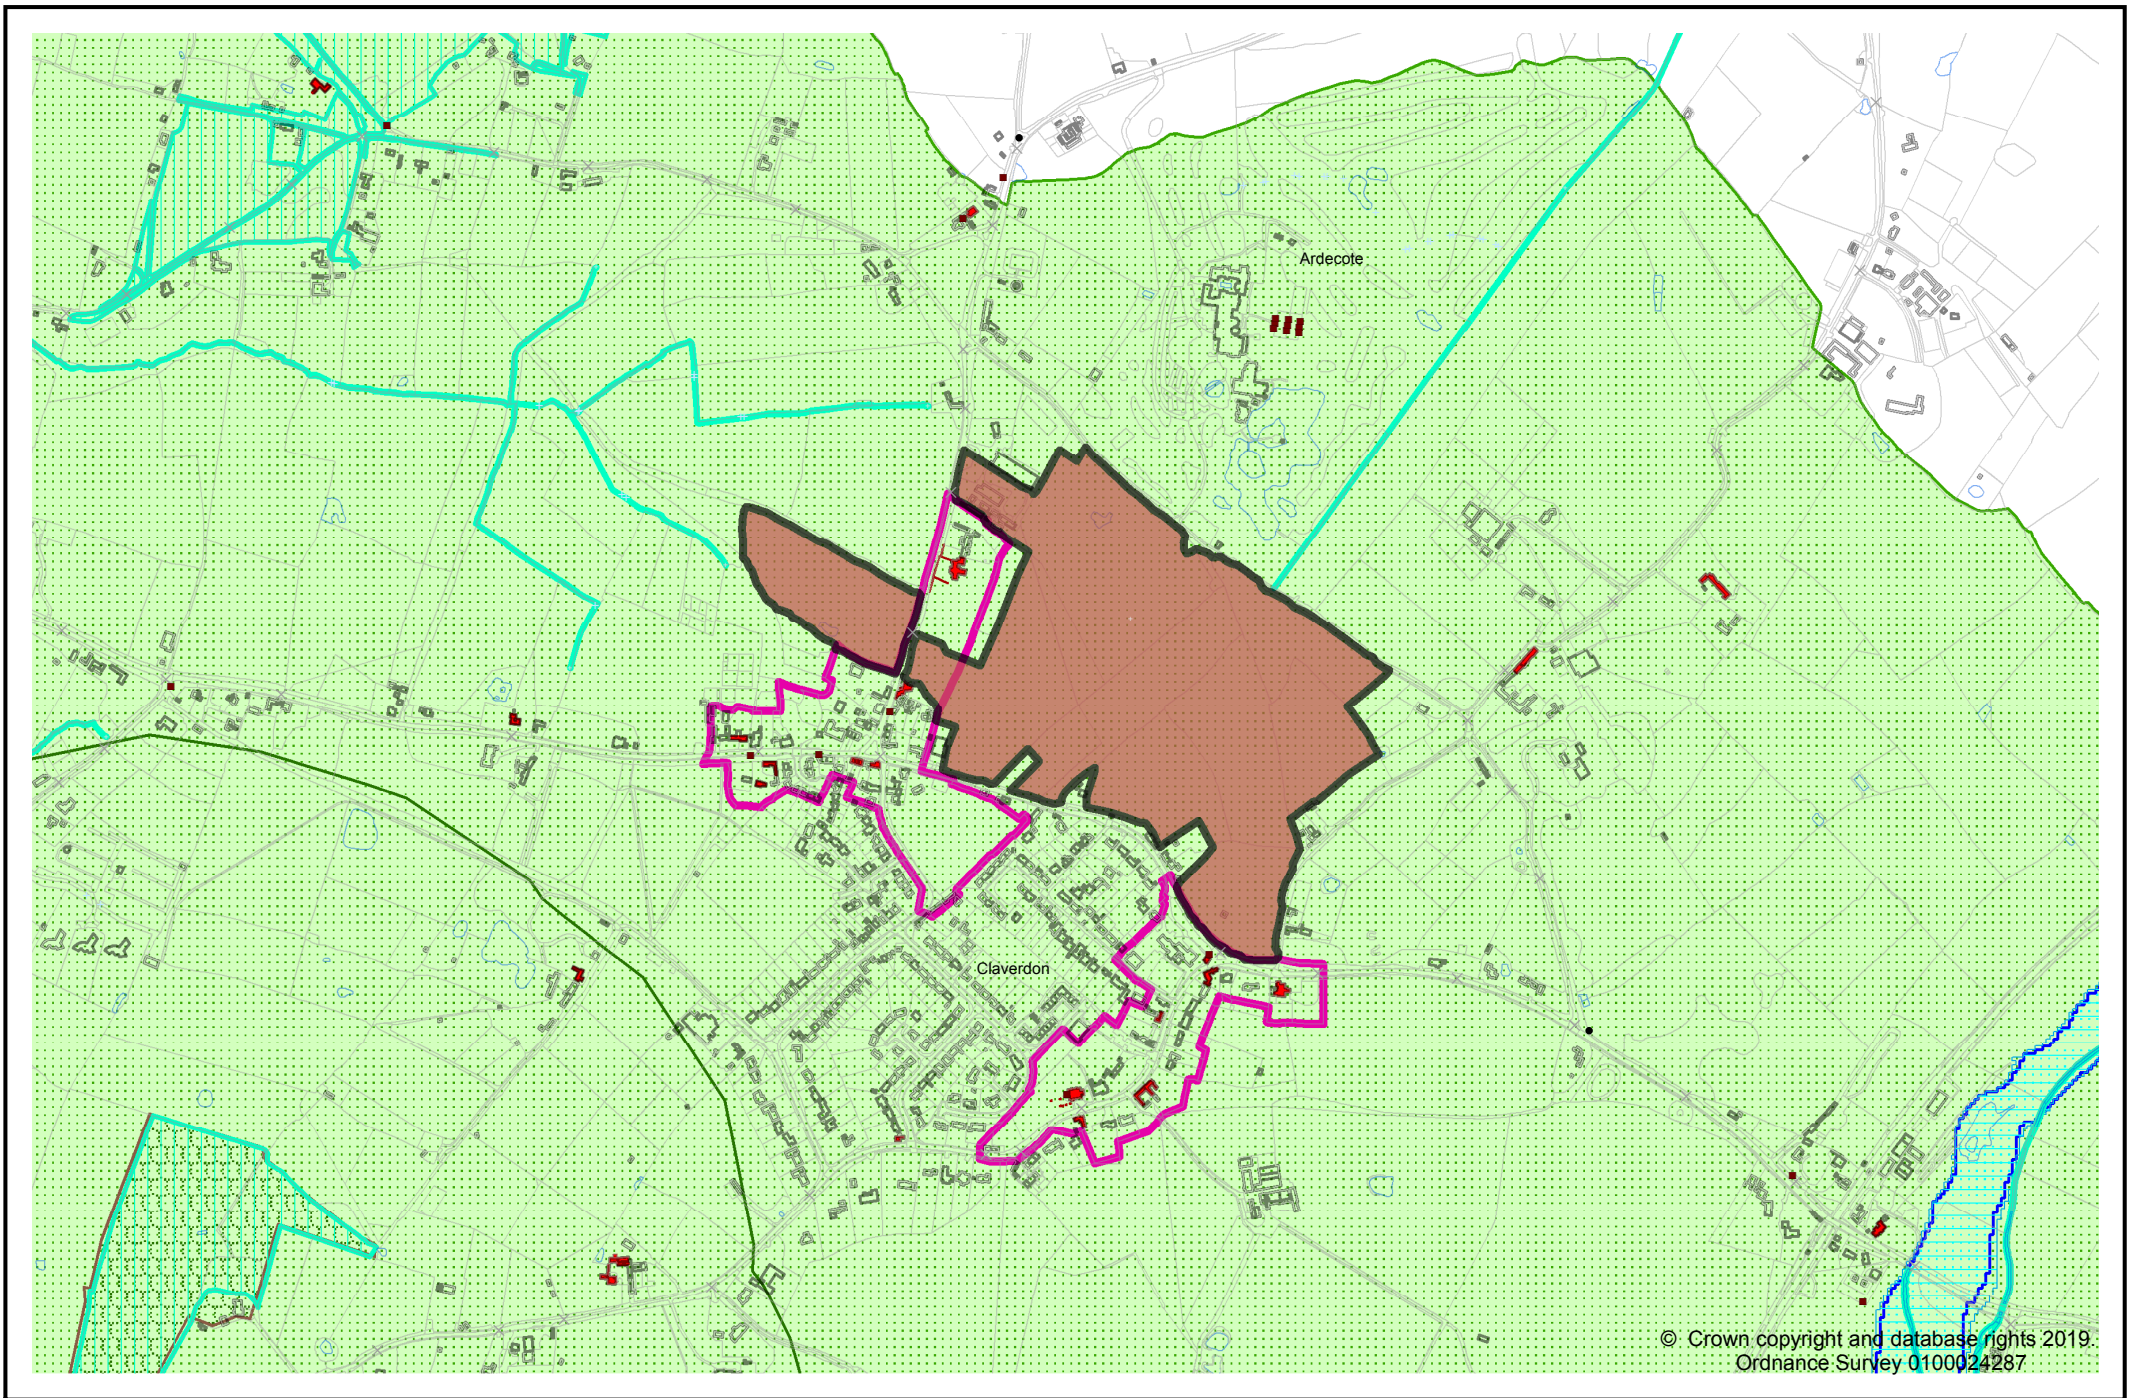 Ardecote
Claverdon
© Crown copyright and database rights 2019.
Ordnance Survey 0100024287